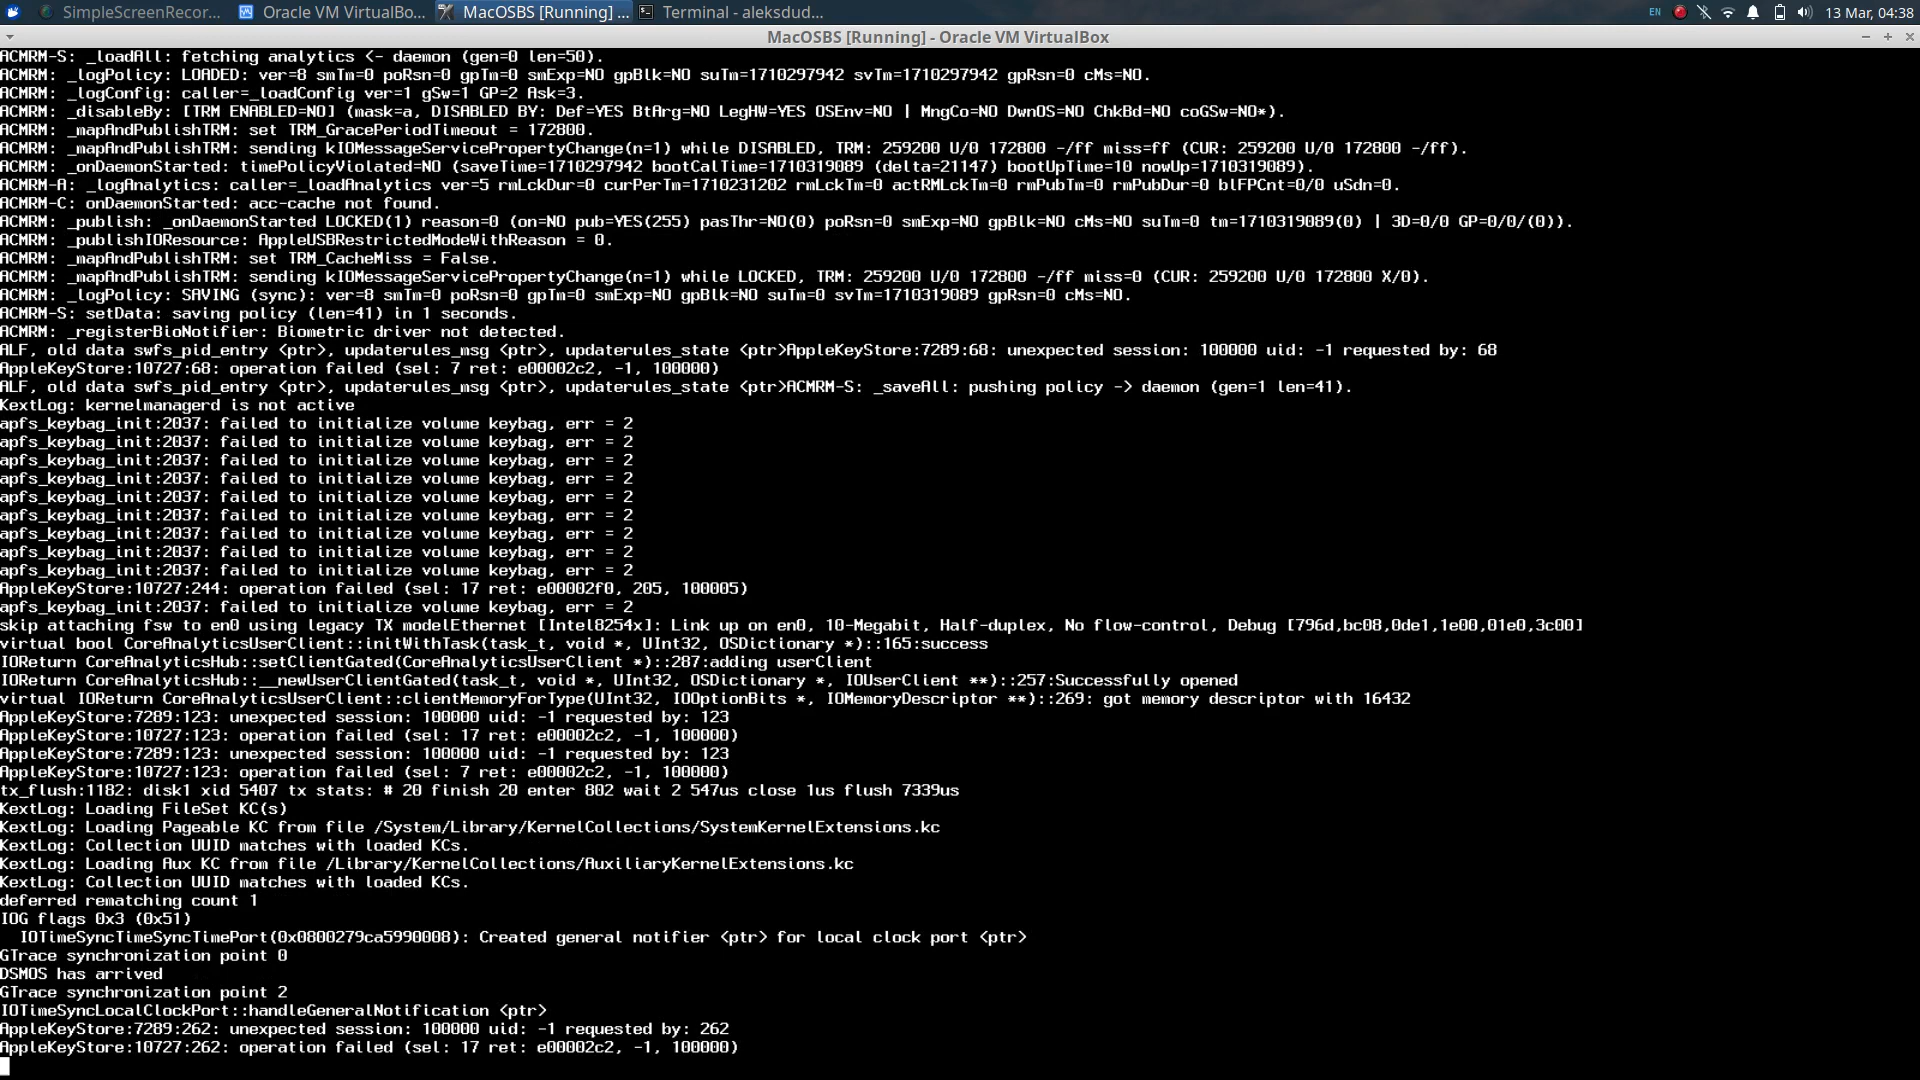 SimpleScreenRecor...
Oracle VM VirtualBo...
MacOSBS [Running] ...
Terminal - aleksdud...
EN
13 Mar, 04:38
MacOSBS [Running] - Oracle VM VirtualBox
ACMRM-S: _loadAll: fetching analytics <- daemon (gen=0 len=50).
ACMRM: _logPolicy: LOADED: ver=8 smTm=0 poRsn=0 gpTm=0 smExp=NO gpBlk=NO suTm=1710297942 svTm=1710297942 gpRsn=0 cMs=NO.
ACMRM: _logConfig: caller=_loadConfig ver=1 gSw=1 GP=2 Ask=3.
ACMRM: _disableBy: [TRM ENABLED=NO] (mask=a, DISABLED BY: Def=YES BtArg=NO LegHW=YES OSEnv=NO | MngCo=NO DwnOS=NO ChkBd=NO coGSw=NO*).
ACMRM: _mapAndPublishTRM: set TRM_GracePeriodTimeout = 172800.
ACMRM: _mapAndPublishTRM: sending kIOMessageServicePropertyChange(n=1) while DISABLED, TRM: 259200 U/0 172800 -/ff miss=ff (CUR: 259200 U/0 172800 -/ff).
ACMRM: _onDaemonStarted: timePolicyViolated=NO (saveTime=1710297942 bootCalTime=1710319089 (delta=21147) bootUpTime=10 nowUp=1710319089).
ACMRM-A: _logAnalytics: caller=_loadAnalytics ver=5 rmLckDur=0 curPerTm=1710231202 rmLckTm=0 actRMLckTm=0 rmPubTm=0 rmPubDur=0 blFPCnt=0/0 uSdn=0.
ACMRM-C: onDaemonStarted: acc-cache not found.
ACMRM: _publish: _onDaemonStarted LOCKED(1) reason=0 (on=NO pub=YES(255) pasThr=NO(0) poRsn=0 smExp=NO gpBlk=NO cMs=NO suTm=0 tm=1710319089(0) | 3D=0/0 GP=0/0/(0)).
ACMRM: _publishIOResource: AppleUSBRestrictedModeWithReason = 0.
ACMRM: _mapAndPublishTRM: set TRM_CacheMiss = False.
ACMRM: _mapAndPublishTRM: sending kIOMessageServicePropertyChange(n=1) while LOCKED, TRM: 259200 U/0 172800 -/ff miss=0 (CUR: 259200 U/0 172800 X/0).
ACMRM: _logPolicy: SAVING (sync): ver=8 smTm=0 poRsn=0 gpTm=0 smExp=NO gpBlk=NO suTm=0 svTm=1710319089 gpRsn=0 cMs=NO.
ACMRM-S: setData: saving policy (len=41) in 1 seconds.
ACMRM: _registerBioNotifier: Biometric driver not detected.
ALF, old data swfs_pid_entry <ptr>, updaterules_msg <ptr>, updaterules_state <ptr>AppleKeyStore:7289:68: unexpected session: 100000 uid: -1 requested by: 68
AppleKeyStore:10727:68: operation failed (sel: 7 ret: e00002c2, -1, 100000)
ALF, old data swfs_pid_entry <ptr>, updaterules_msg <ptr>, updaterules_state <ptr>ACMRM-S: _saveAll: pushing policy -> daemon (gen=1 len=41).
KextLog: kernelmanagerd is not active
apfs_keybag_init:2037: failed to initialize volume keybag, err = 2
apfs_keybag_init:2037: failed to initialize volume keybag, err = 2
apfs_keybag_init:2037: failed to initialize volume keybag, err = 2
apfs_keybag_init:2037: failed to initialize volume keybag, err = 2
apfs_keybag_init:2037: failed to initialize volume keybag, err = 2
apfs_keybag_init:2037: failed to initialize volume keybag, err = 2
apfs_keybag_init:2037: failed to initialize volume keybag, err = 2
apfs_keybag_init:2037: failed to initialize volume keybag, err = 2
apfs_keybag_init:2037: failed to initialize volume keybag, err = 2
AppleKeyStore:10727:244: operation failed (sel: 17 ret: e00002f0, 205, 100005)
apfs_keybag_init:2037: failed to initialize volume keybag, err = 2
skip attaching fsw to en0 using legacy TX modelEthernet [Intel8254x]: Link up on en0, 10-Megabit, Half-duplex, No flow-control, Debug [796d,bc08,0de1,1e00,01e0,3c00]
virtual bool CoreAnalyticsUserClient::initWithTask(task_t, void *, UInt32, OSDictionary *)::165:success
IOReturn CoreAnalyticsHub::setClientGated(CoreAnalyticsUserClient *)::287:adding userClient
IOReturn CoreAnalyticsHub::__newUserClientGated(task_t, void *, UInt32, OSDictionary *, IOUserClient **)::257:Successfully opened
virtual IOReturn CoreAnalyticsUserClient::clientMemoryForType(UInt32, IOOptionBits *, IOMemoryDescriptor **)::269: got memory descriptor with 16432
AppleKeyStore:7289:123: unexpected session: 100000 uid: -1 requested by: 123
AppleKeyStore:10727:123: operation failed (sel: 17 ret: e00002c2, -1, 100000)
AppleKeyStore:7289:123: unexpected session: 100000 uid: -1 requested by: 123
AppleKeyStore:10727:123: operation failed (sel: 7 ret: e00002c2, -1, 100000)
tx_flush:1182: disk1 xid 5407 tx stats: # 20 finish 20 enter 802 wait 2 547us close 1us flush 7339us
KextLog: Loading FileSet KC(s)
KextLog: Loading Pageable KC from file /System/Library/KernelCollections/SystemKernelExtensions.kc
KextLog: Collection UUID matches with loaded KCs.
KextLog: Loading Aux KC from file /Library/KernelCollections/AuxiliaryKernelExtensions.kc
KextLog: Collection UUID matches with loaded KCs.
deferred rematching count 1
IOG flags 0x3 (0x51)
IOTimeSyncTimeSyncTimePort(0x0800279ca5990008): Created general notifier <ptr> for local clock port <ptr>
GTrace synchronization point 0
DSMOS has arrived
GTrace synchronization point 2
IOTimeSyncLocalClockPort::handleGeneralNotification <ptr>
AppleKeyStore:7289:262: unexpected session: 100000 uid: -1 requested by: 262
AppleKeyStore:10727:262: operation failed (sel: 17 ret: e00002c2, -1, 100000)